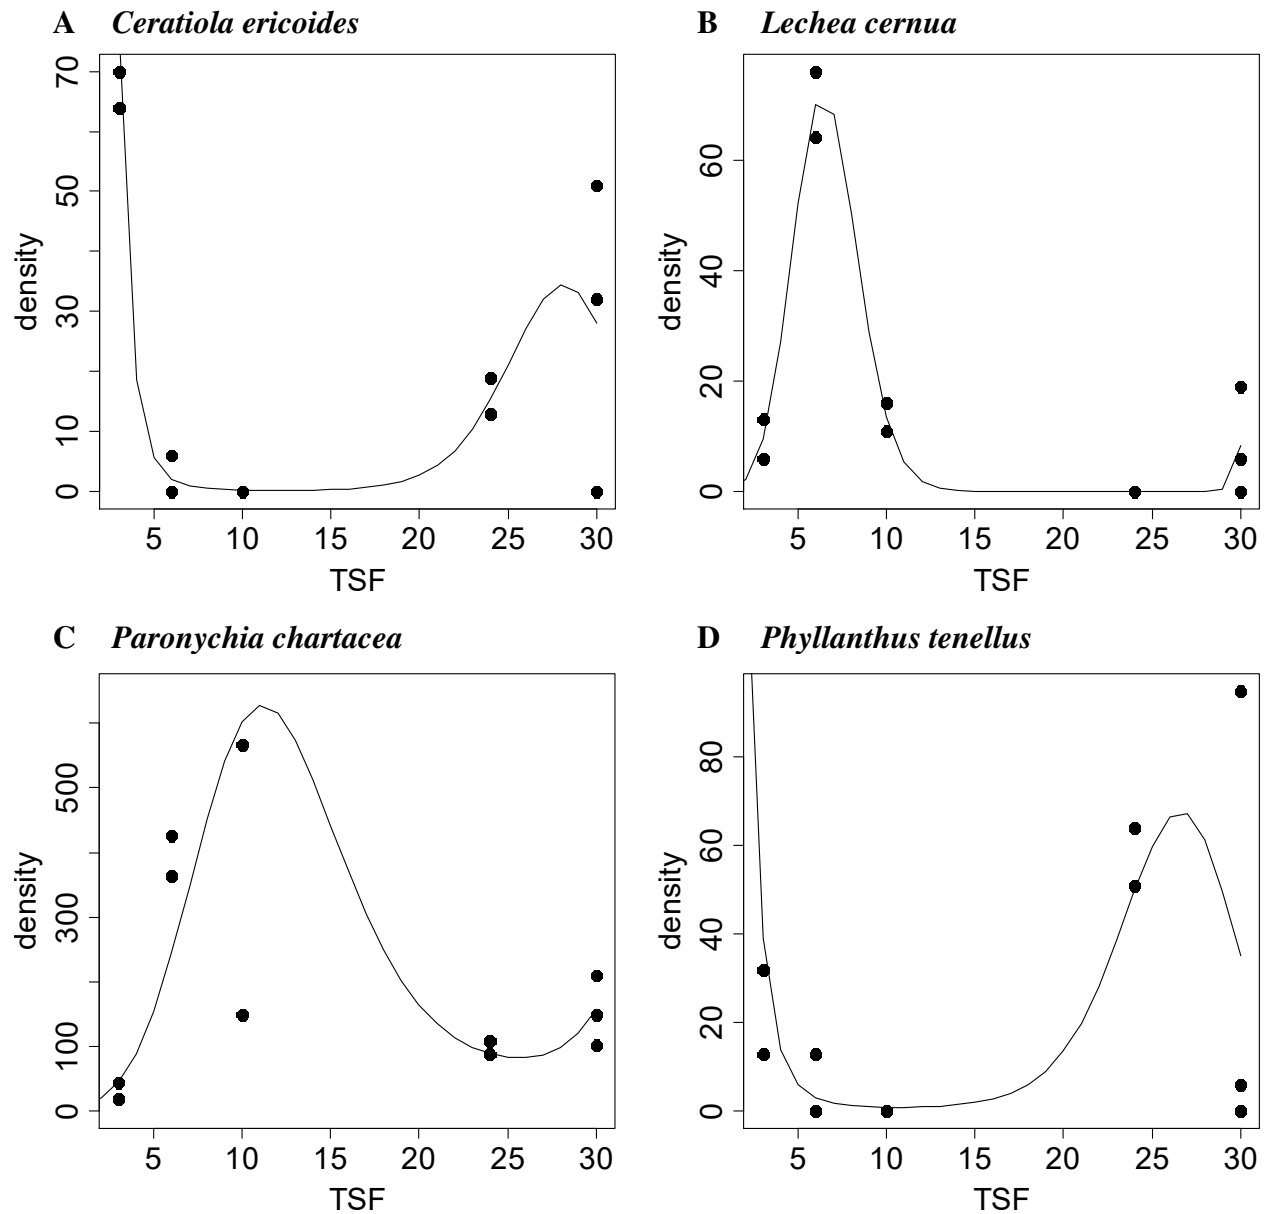 A Ceratiola ericoides
density
70
50
30
10
0
5 10 15 20 25 30
TSF
B Lechea cernua
density
60
40
20
0
5 10 15 20 25 30
TSF
C Paronychia chartacea
density
500
300
100
0
5 10 15 20 25 30
TSF
D Phyllanthus tenellus
density
80
60
40
20
0
5 10 15 20 25 30
TSF